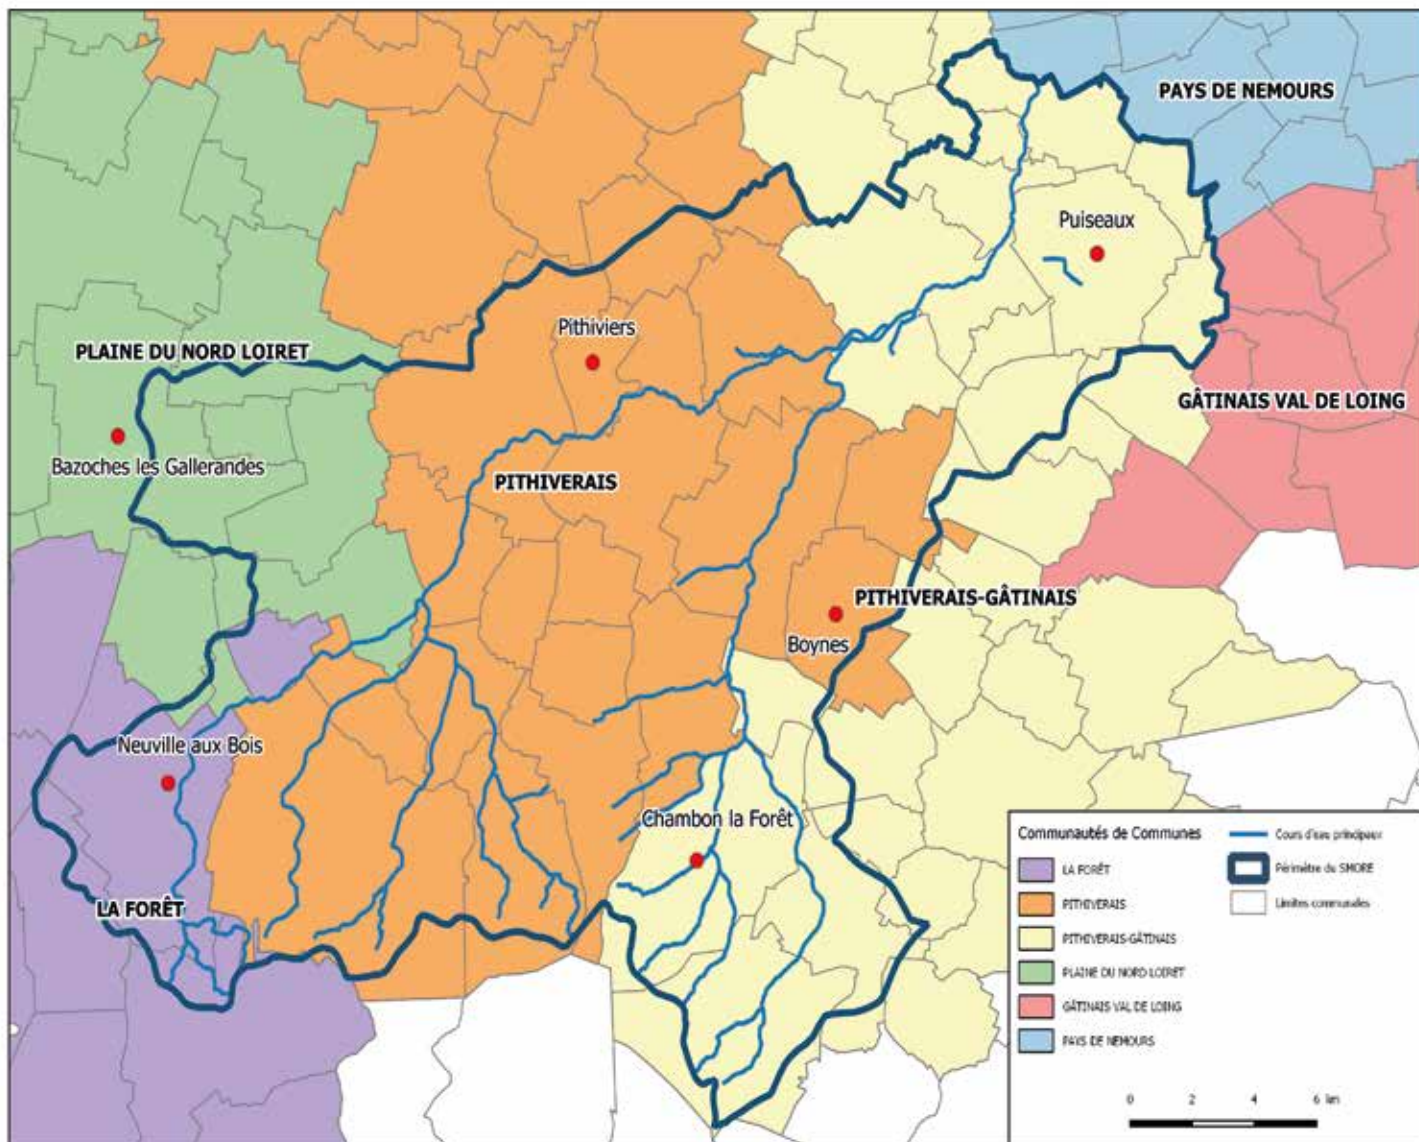 PAYS DE NEMOURS
Puiseaux
Pithiviers
PLAINE DU NORD LOIRET
GÂTINAIS VAL DE LOING
Bazoches les Gallerandes
PITHIVERAIS
PITHIVERAIS-GÂTINAIS
Boynes
Neuville aux Bois
Chambon la Forêt
LA FORÊT
Communautés de Communes
LA FORÊT
PITHIVERAIS
PITHIVERAIS-GÂTINAIS
PLAINE DU NORD LOIRET
GÂTINAIS VAL DE LOING
PAYS DE NEMOURS
Cours d'eau principaux
Périmètre du SMORE
Limites communales
0 2 4 6 km